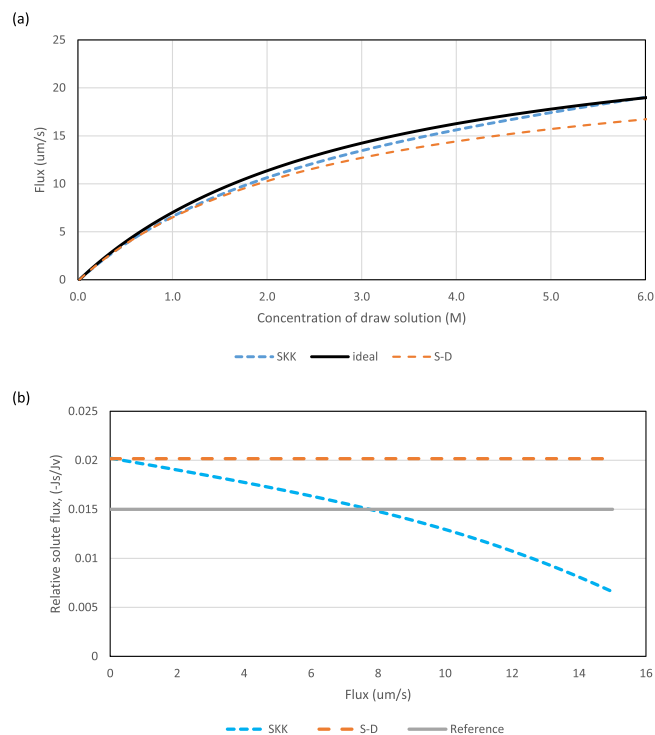 (a)
25
20
15
10
5
0
Flux (um/s)
0.0 1.0 2.0 3.0 4.0 5.0 6.0
Concentration of draw solution (M)
SKK ideal S-D
(b)
0.025
0.02
0.015
0.01
0.005
0
Relative solute flux, (-Js/Jv)
0 2 4 6 8 10 12 14 16
Flux (um/s)
SKK S-D Reference